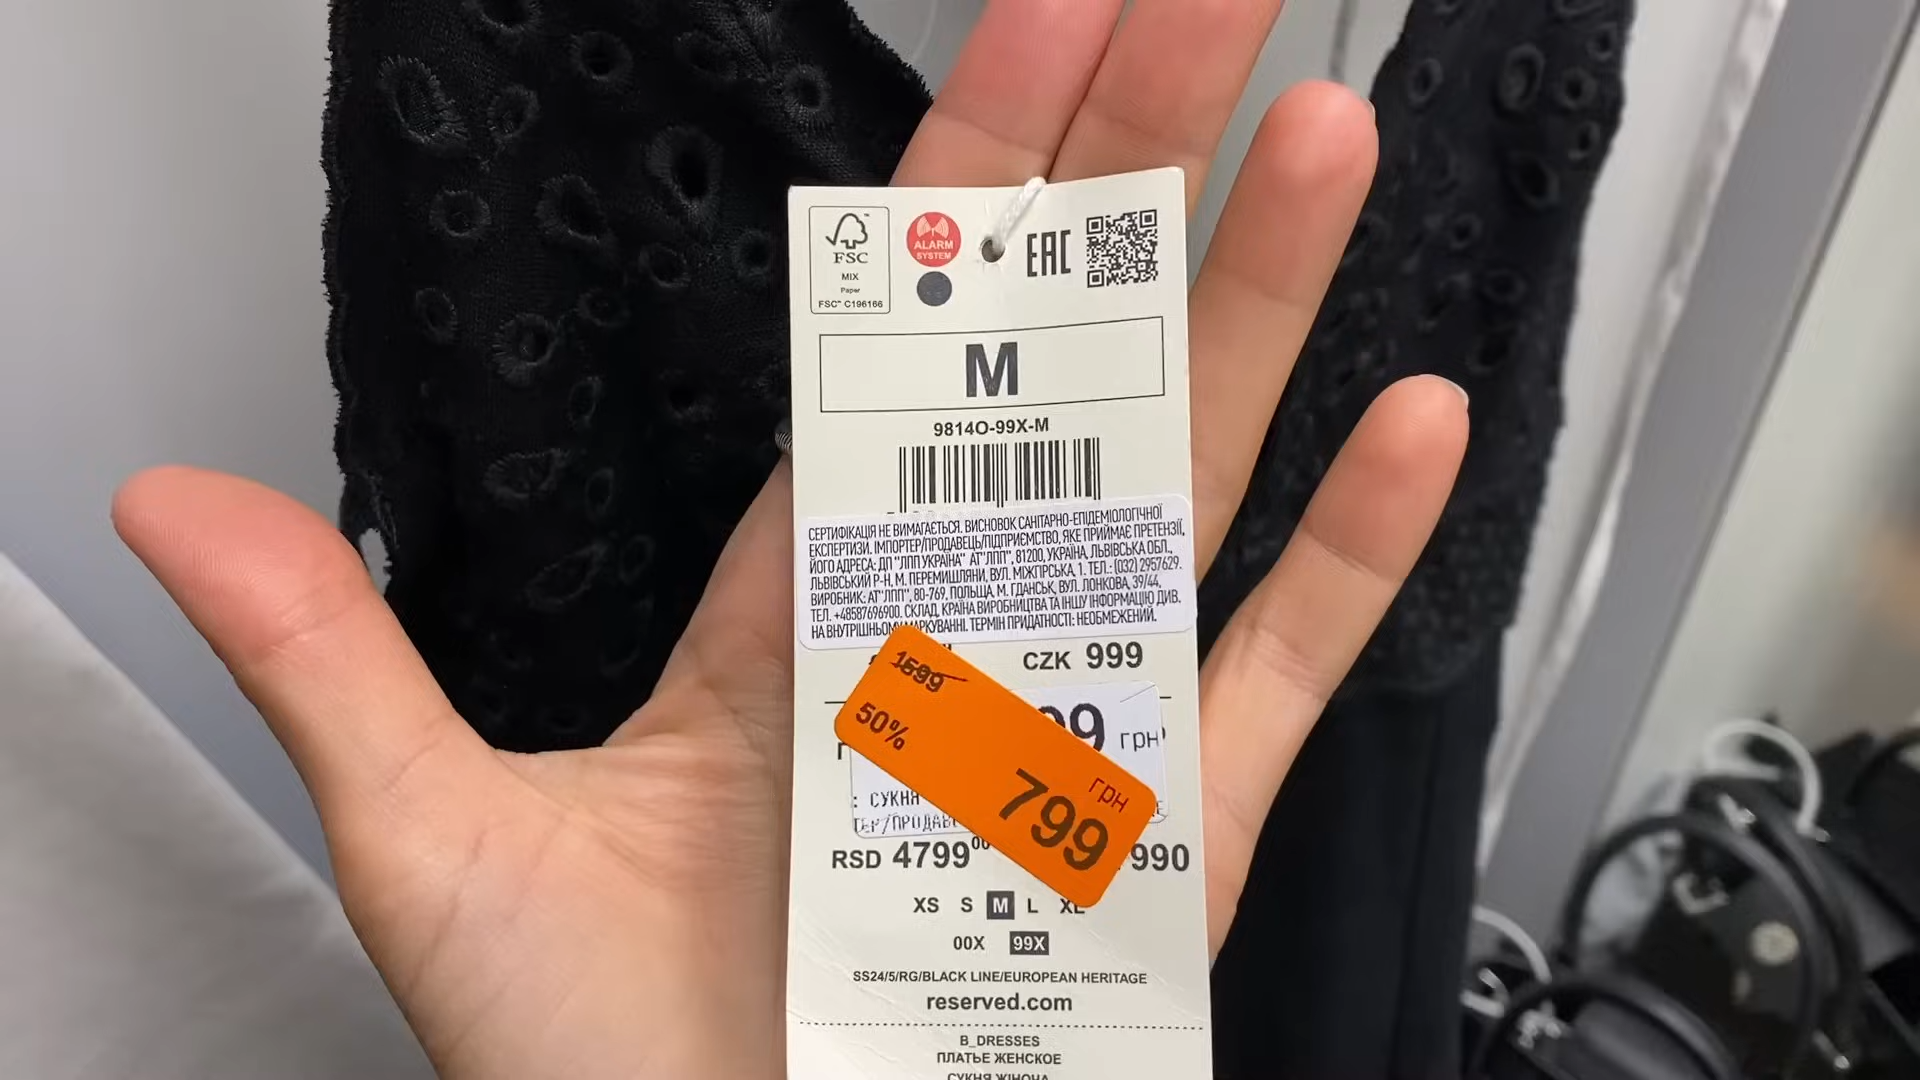 FSC
MIX
Paper
FSC™ C196166
ALARM
SYSTEM
EAC
M
9814O-99X-M
СЕРТИФІКАЦІЯ НЕ ВИМАГАЄТЬСЯ. ВИСНОВОК САНІТАРНО-ЕПІДЕМІОЛОГІЧНОЇ
ЕКСПЕРТИЗИ. ІМПОРТЕР/ПРОДАВЕЦЬ/ПІДПРИЄМСТВО, ЯКЕ ПРИЙМАЄ ПРЕТЕНЗІЇ,
ЙОГО АДРЕСА: ДП "ЛПП УКРАЇНА" АТ"ЛПП", 81200, УКРАЇНА, ЛЬВІВСЬКА ОБЛ.,
ЛЬВІВСЬКИЙ Р-Н, М. ПЕРЕМИШЛЯНИ, ВУЛ. МІЖГІРСЬКА, 1. ТЕЛ.: (032) 2957629.
ВИРОБНИК: АТ"ЛПП", 80-769, ПОЛЬЩА, М. ГДАНСЬК, ВУЛ. ЛОНКОВА, 39/44,
ТЕЛ. +48587696900. СКЛАД, КРАЇНА ВИРОБНИЦТВА ТА ІНШУ ІНФОРМАЦІЮ ДИВ.
НА ВНУТРІШНЬОМУ МАРКУВАННІ. ТЕРМІН ПРИДАТНОСТІ: НЕОБМЕЖЕНИЙ.
CZK 999
1599
50%
799 грн
99 грн
: СУКНЯ
ТЕР/ПРОДАВ
RSD 4799⁰⁰
990
XS S M L XL
00X 99X
SS24/5/RG/BLACK LINE/EUROPEAN HERITAGE
reserved.com
B_DRESSES
ПЛАТЬЕ ЖЕНСКОЕ
СУКНЯ ЖІНОЧА